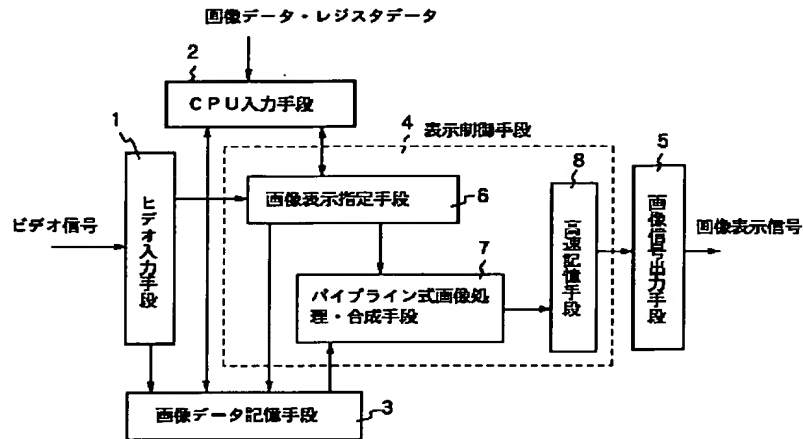 画像データ・レジスタデータ
2
CPU入力手段
1
4 表示制御手段
8
5
ビデオ信号
ビデオ入力手段
画像表示指定手段
6
高速記憶手段
画像信号出力手段
画像表示信号
7
パイプライン式画像処
理・合成手段
画像データ記憶手段
3